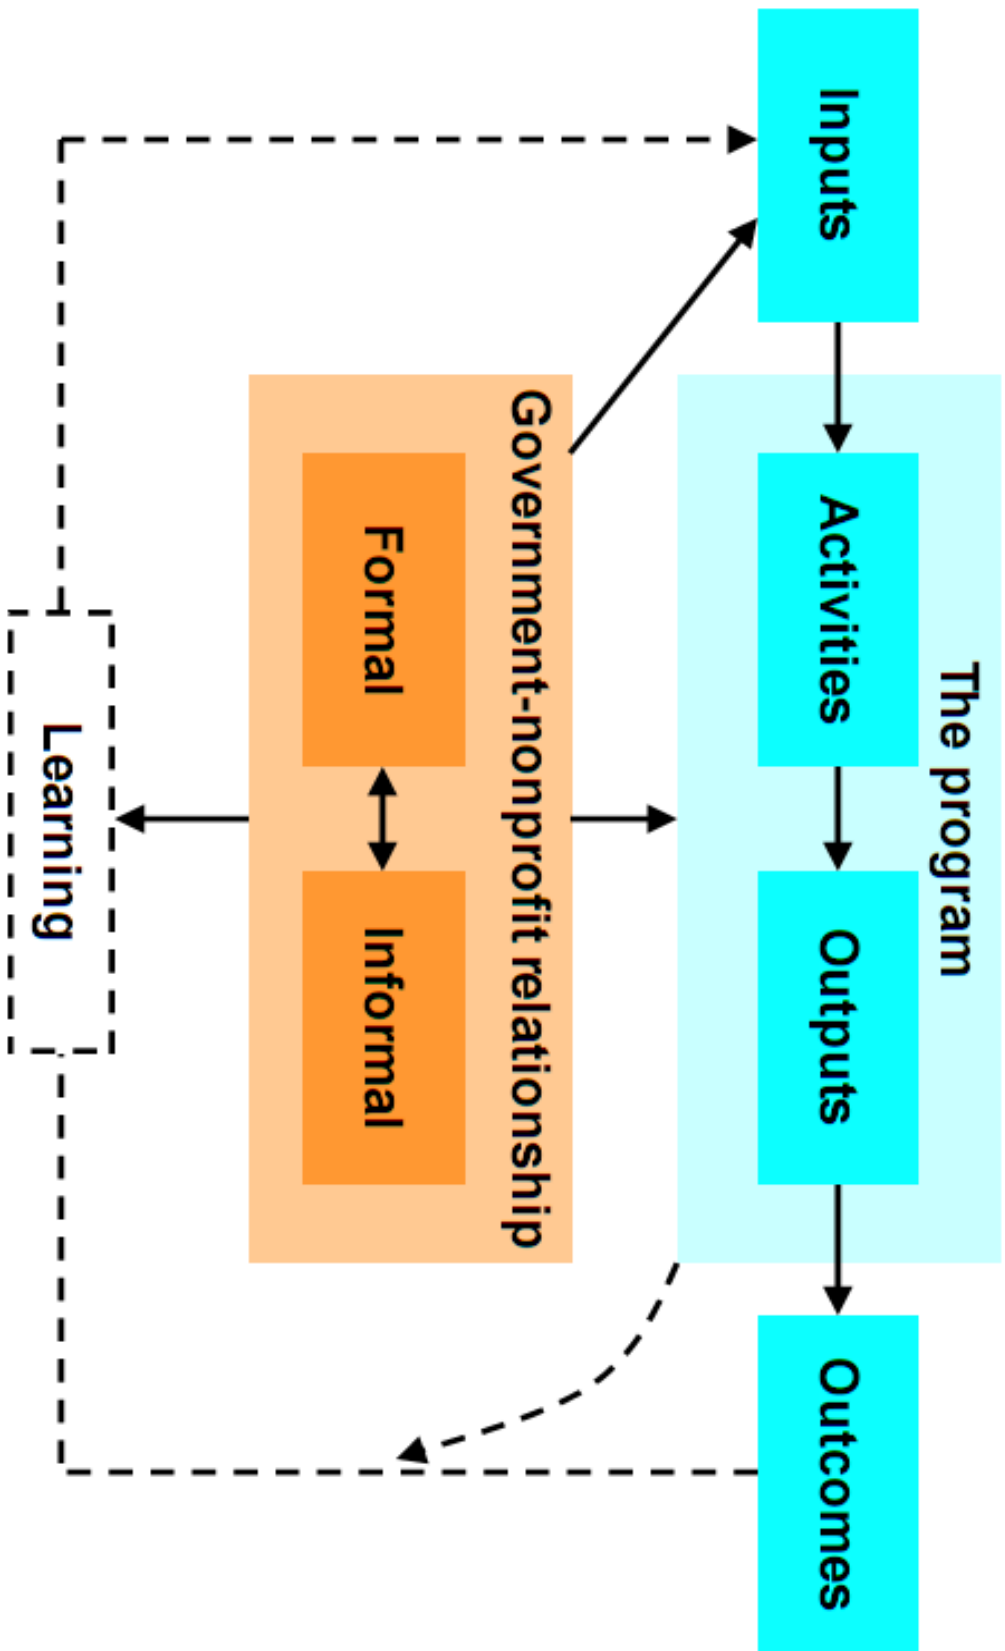 The program
Inputs
Activities
Outputs
Outcomes
Government-nonprofit relationship
Formal
Informal
Learning